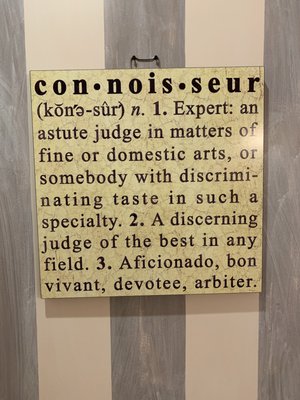 con•nois•seur
(kŏn′ə-sûr′) n. 1. Expert: an
astute judge in matters of
fine or domestic arts, or
somebody with discrimi-
nating taste in such a
specialty. 2. A discerning
judge of the best in any
field. 3. Aficionado, bon
vivant, devotee, arbiter.